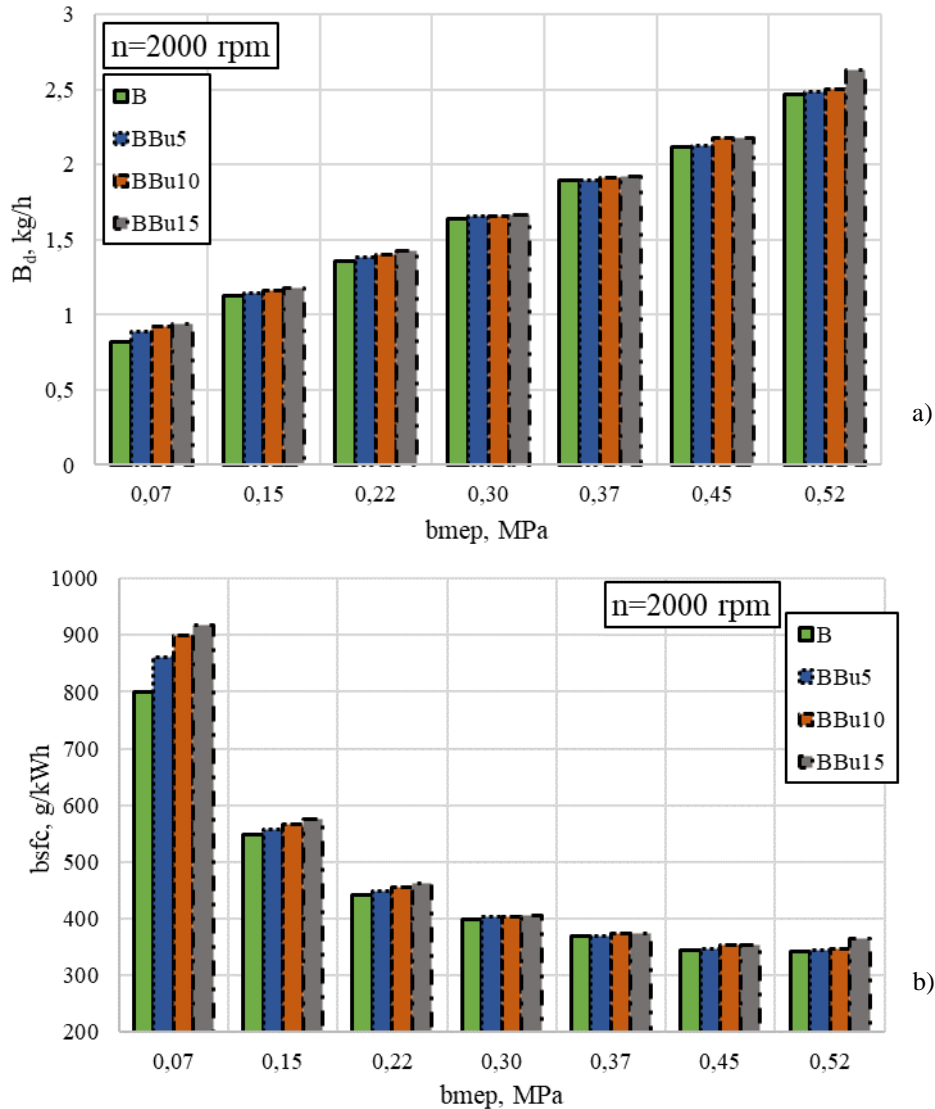 n=2000 rpm
B
BBu5
BBu10
BBu15
3
2,5
2
1,5
1
0,5
0
B_d, kg/h
0,07 0,15 0,22 0,30 0,37 0,45 0,52
bmep, MPa
a)
n=2000 rpm
B
BBu5
BBu10
BBu15
1000
900
800
700
600
500
400
300
200
bsfc, g/kWh
0,07 0,15 0,22 0,30 0,37 0,45 0,52
bmep, MPa
b)